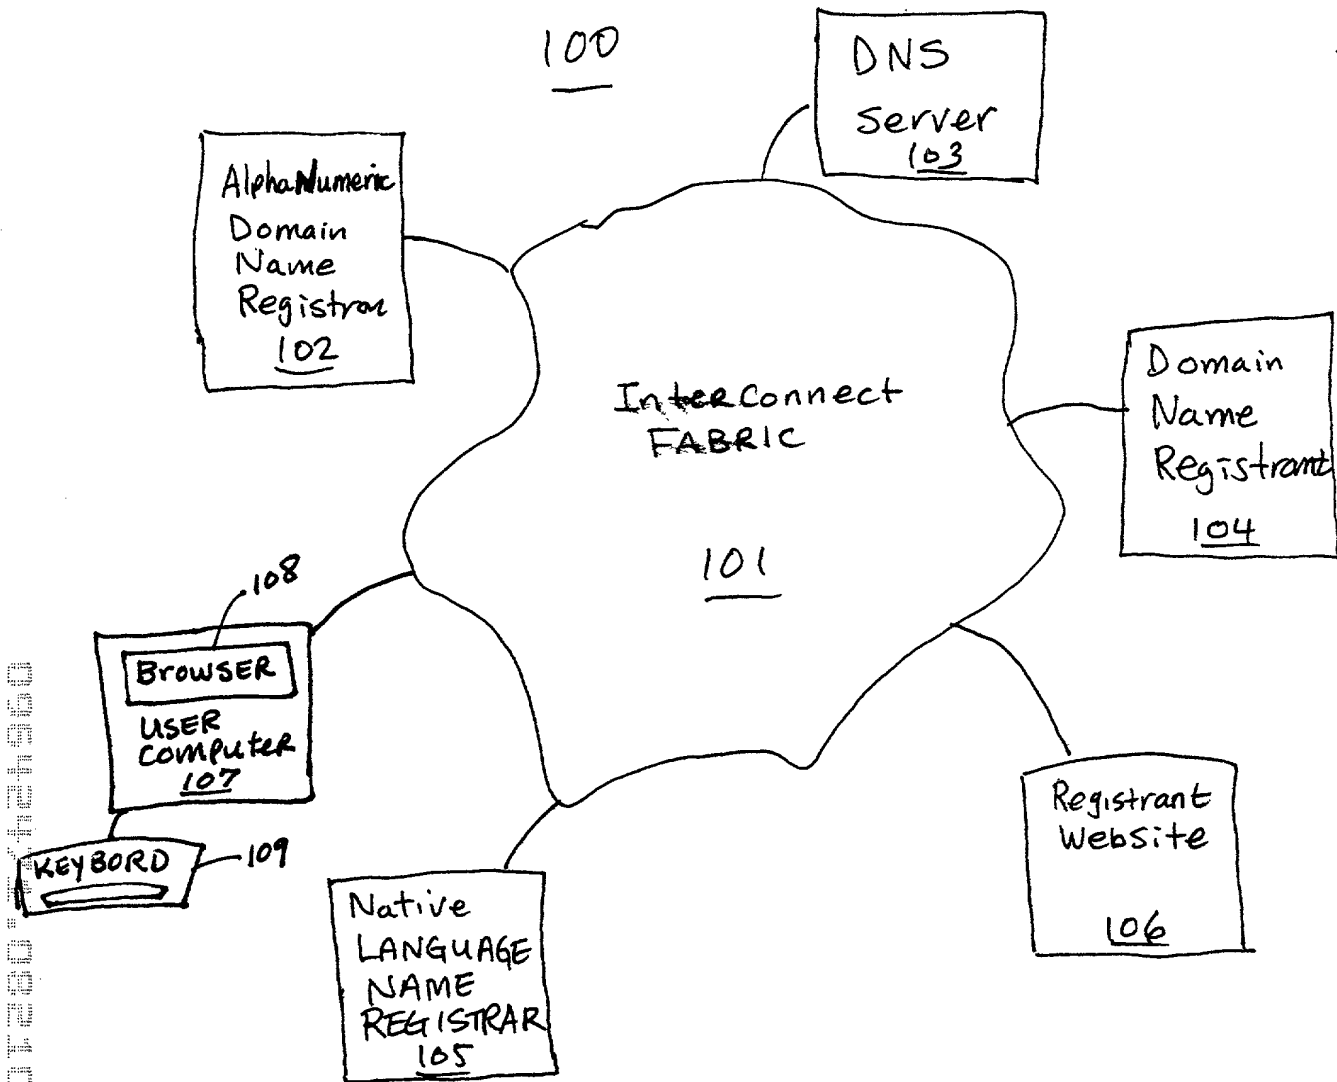 100
DNS
Server
103
AlphaNumeric
Domain
Name
Registrar
102
InterConnect
FABRIC
101
Domain
Name
Registrant
104
108
BROWSER
USER
COMPUTER
107
KEYBORD
109
Native
LANGUAGE
NAME
REGISTRAR
105
Registrant
Website
106